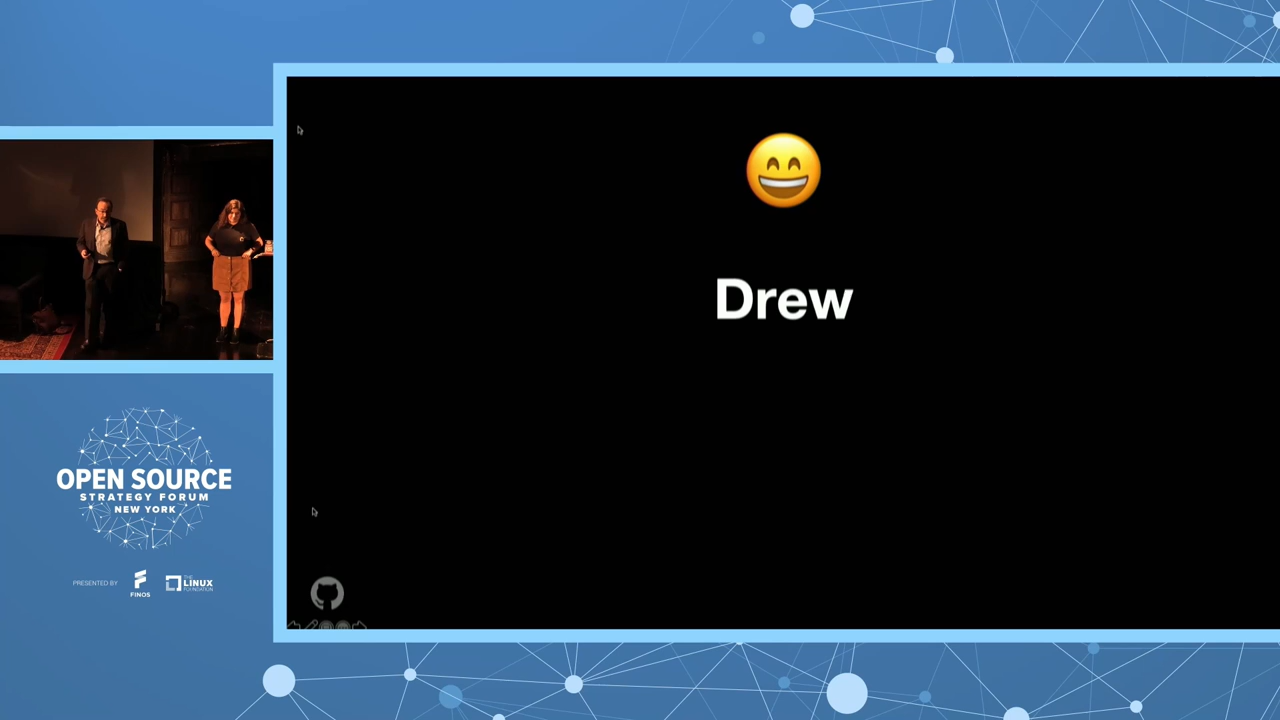 Drew
OPEN SOURCE
STRATEGY FORUM
NEW YORK
PRESENTED BY
FINOS
THE
LINUX
FOUNDATION